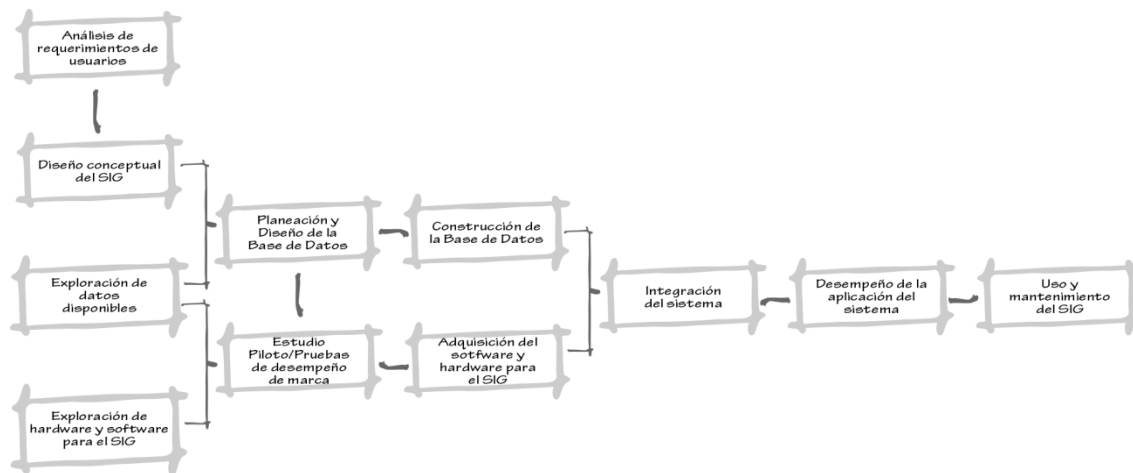 Análisis de
requerimientos de
usuarios
Diseño conceptual
del SIG
Exploración de
datos
disponibles
Exploración de
hardware y software
para el SIG
Planeación y
Diseño de la
Base de Datos
Estudio
Piloto/Pruebas
de desempeño
de marca
Construcción de
la Base de Datos
Adquisición del
sotfware y
hardware para
el SIG
Integración
del sistema
Desempeño de la
aplicación del
sistema
Uso y
mantenimiento
del SIG